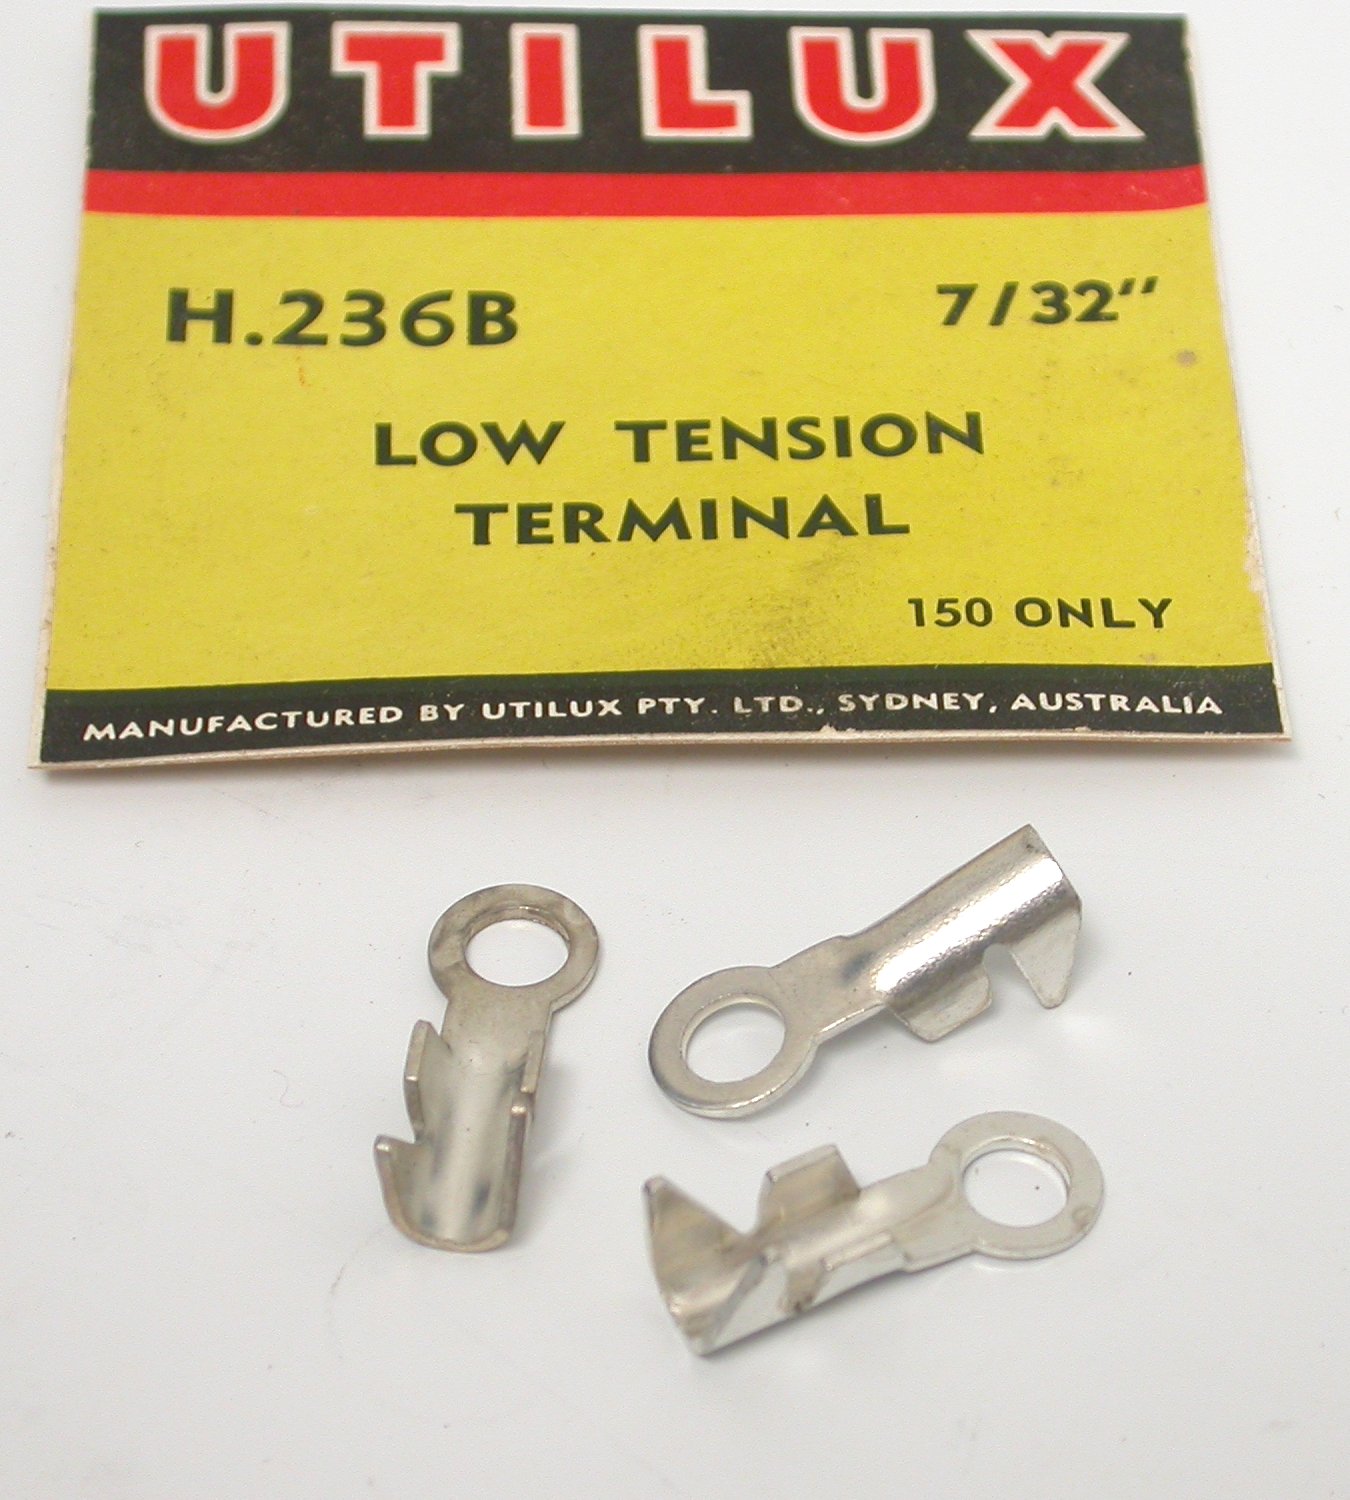 UTILUX
H.236B 7/32"
LOW TENSION
TERMINAL
150 ONLY
MANUFACTURED BY UTILUX PTY. LTD., SYDNEY, AUSTRALIA